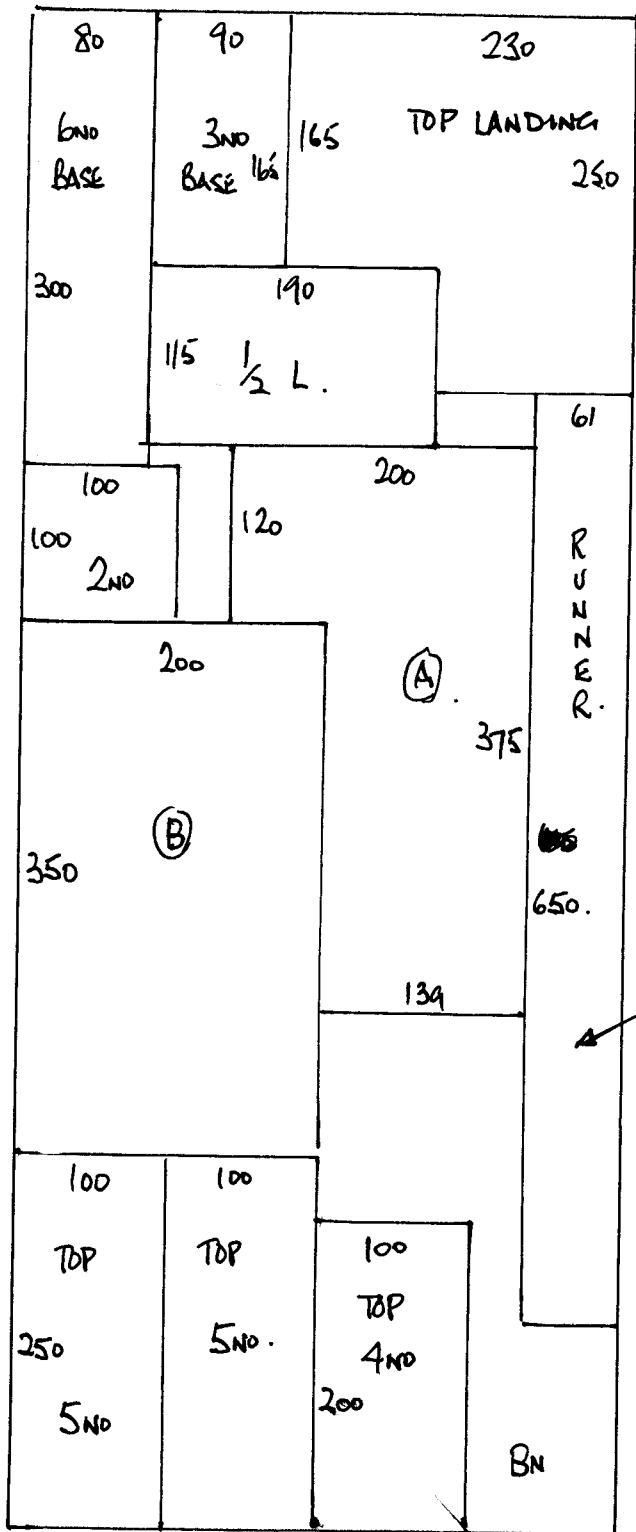 80
6NO
BASE
300
90
3NO
BASE 165
165
230
TOP LANDING
250
190
115 1/2 L.
61
RUNNER.
650.
100
100
2NO
200
120
A.
375
139
200
B
350
100
TOP
250
5NO
100
TOP
5NO.
100
TOP
4NO
200
BN